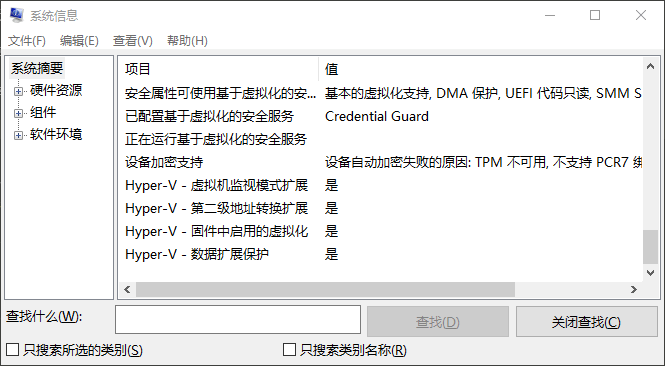 系统信息
文件(F) 编辑(E) 查看(V) 帮助(H)
系统摘要
硬件资源
组件
软件环境
项目 值
安全属性可使用基于虚拟化的安... 基本的虚拟化支持, DMA 保护, UEFI 代码只读, SMM S
已配置基于虚拟化的安全服务 Credential Guard
正在运行基于虚拟化的安全服务
设备加密支持 设备自动加密失败的原因: TPM 不可用, 不支持 PCR7 绑
Hyper-V - 虚拟机监视模式扩展 是
Hyper-V - 第二级地址转换扩展 是
Hyper-V - 固件中启用的虚拟化 是
Hyper-V - 数据扩展保护 是
查找什么(W): 查找(D) 关闭查找(C)
只搜索所选的类别(S) 只搜索类别名称(R)